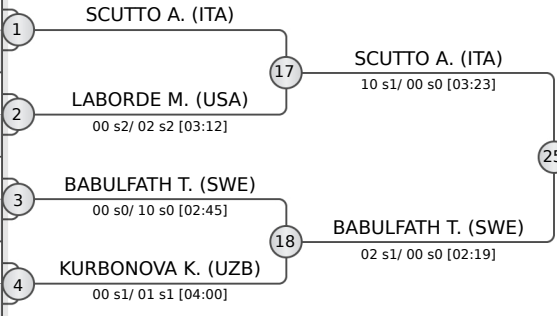 SCUTTO A. (ITA)
1
17
SCUTTO A. (ITA)
10 s1/ 00 s0 [03:23]
2
LABORDE M. (USA)
00 s2/ 02 s2 [03:12]
25
3
BABULFATH T. (SWE)
00 s0/ 10 s0 [02:45]
18
BABULFATH T. (SWE)
02 s1/ 00 s0 [02:19]
4
KURBONOVA K. (UZB)
00 s1/ 01 s1 [04:00]